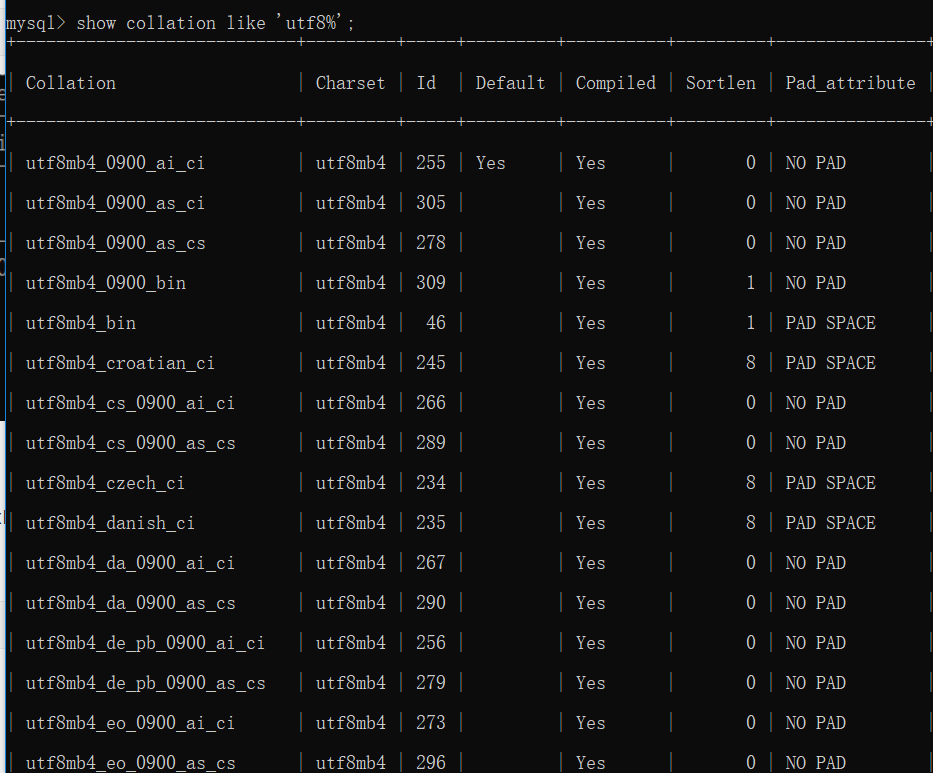 mysql> show collation like 'utf8%';
+----------------------------+---------+-----+---------+----------+---------+---------------+
| Collation                  | Charset | Id  | Default | Compiled | Sortlen | Pad_attribute |
+----------------------------+---------+-----+---------+----------+---------+---------------+
| utf8mb4_0900_ai_ci         | utf8mb4 | 255 | Yes     | Yes      |       0 | NO PAD        |
| utf8mb4_0900_as_ci         | utf8mb4 | 305 |         | Yes      |       0 | NO PAD        |
| utf8mb4_0900_as_cs         | utf8mb4 | 278 |         | Yes      |       0 | NO PAD        |
| utf8mb4_0900_bin           | utf8mb4 | 309 |         | Yes      |       1 | NO PAD        |
| utf8mb4_bin                | utf8mb4 |  46 |         | Yes      |       1 | PAD SPACE     |
| utf8mb4_croatian_ci        | utf8mb4 | 245 |         | Yes      |       8 | PAD SPACE     |
| utf8mb4_cs_0900_ai_ci      | utf8mb4 | 266 |         | Yes      |       0 | NO PAD        |
| utf8mb4_cs_0900_as_cs      | utf8mb4 | 289 |         | Yes      |       0 | NO PAD        |
| utf8mb4_czech_ci           | utf8mb4 | 234 |         | Yes      |       8 | PAD SPACE     |
| utf8mb4_danish_ci          | utf8mb4 | 235 |         | Yes      |       8 | PAD SPACE     |
| utf8mb4_da_0900_ai_ci      | utf8mb4 | 267 |         | Yes      |       0 | NO PAD        |
| utf8mb4_da_0900_as_cs      | utf8mb4 | 290 |         | Yes      |       0 | NO PAD        |
| utf8mb4_de_pb_0900_ai_ci   | utf8mb4 | 256 |         | Yes      |       0 | NO PAD        |
| utf8mb4_de_pb_0900_as_cs   | utf8mb4 | 279 |         | Yes      |       0 | NO PAD        |
| utf8mb4_eo_0900_ai_ci      | utf8mb4 | 273 |         | Yes      |       0 | NO PAD        |
| utf8mb4_eo_0900_as_cs      | utf8mb4 | 296 |         | Yes      |       0 | NO PAD        |